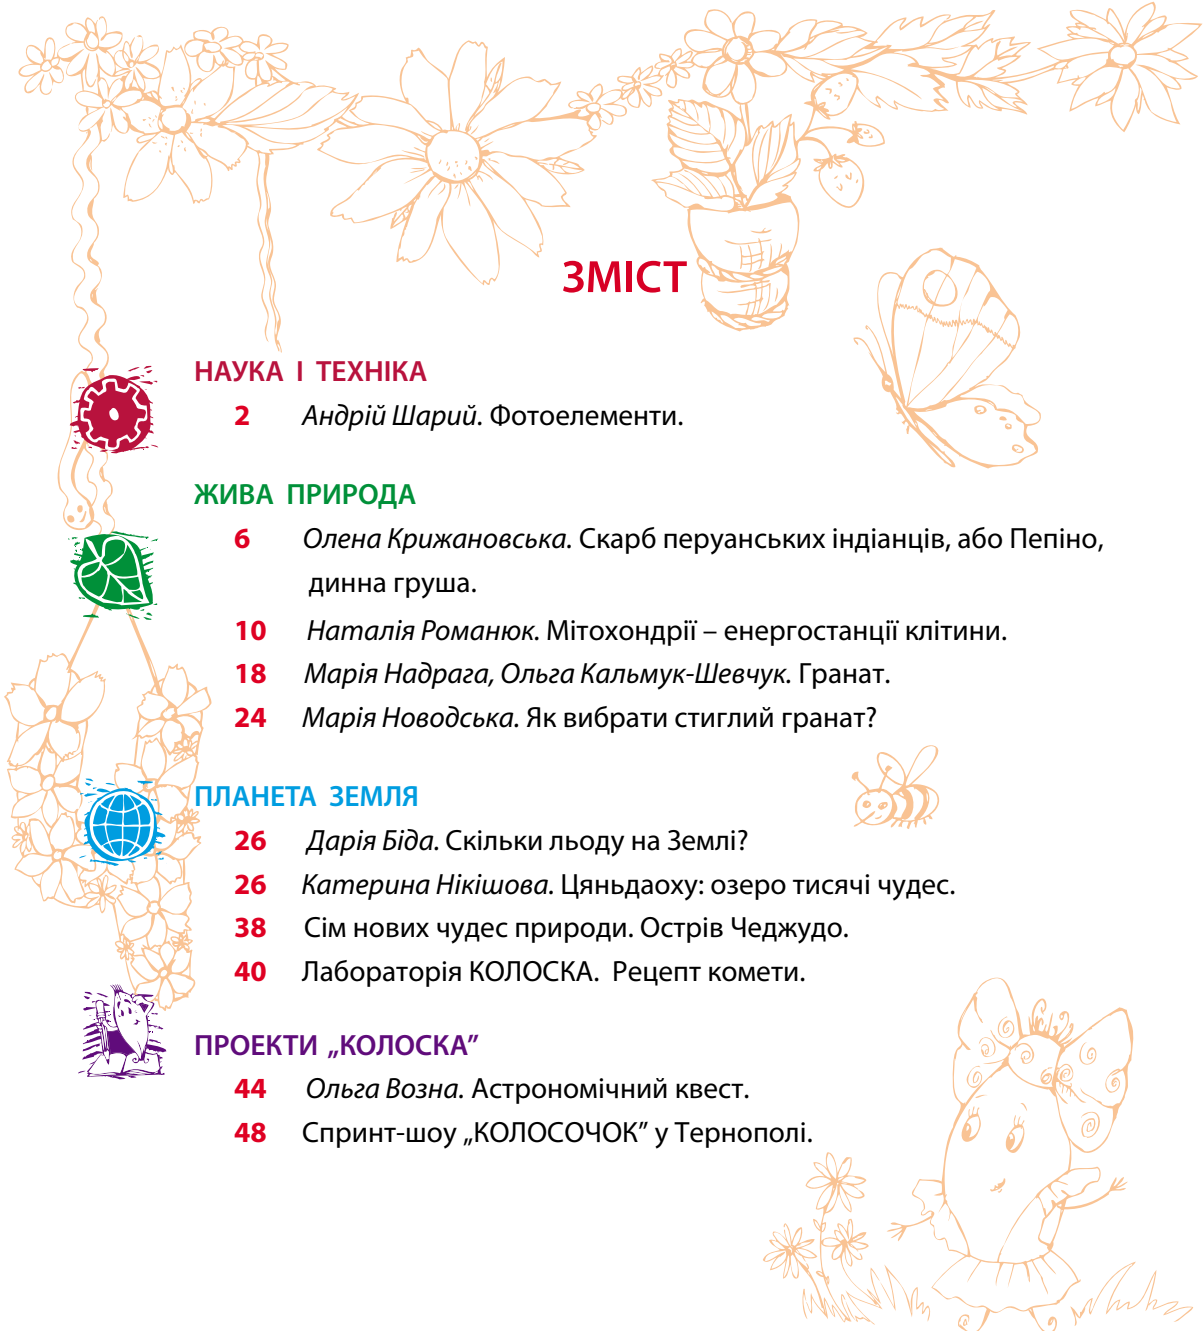 ЗМІСТ
НАУКА І ТЕХНІКА
2 Андрій Шарий. Фотоелементи.
ЖИВА ПРИРОДА
6 Олена Крижановська. Скарб перуанських індіанців, або Пепіно,
динна груша.
10 Наталія Романюк. Мітохондрії – енергостанції клітини.
18 Марія Надрага, Ольга Кальмук-Шевчук. Гранат.
24 Марія Новодська. Як вибрати стиглий гранат?
ПЛАНЕТА ЗЕМЛЯ
26 Дарія Біда. Скільки льоду на Землі?
26 Катерина Нікішова. Цяньдаоху: озеро тисячі чудес.
38 Сім нових чудес природи. Острів Чеджудо.
40 Лабораторія КОЛОСКА. Рецепт комети.
ПРОЕКТИ „КОЛОСКА”
44 Ольга Возна. Астрономічний квест.
48 Спринт-шоу „КОЛОСОЧОК” у Тернополі.